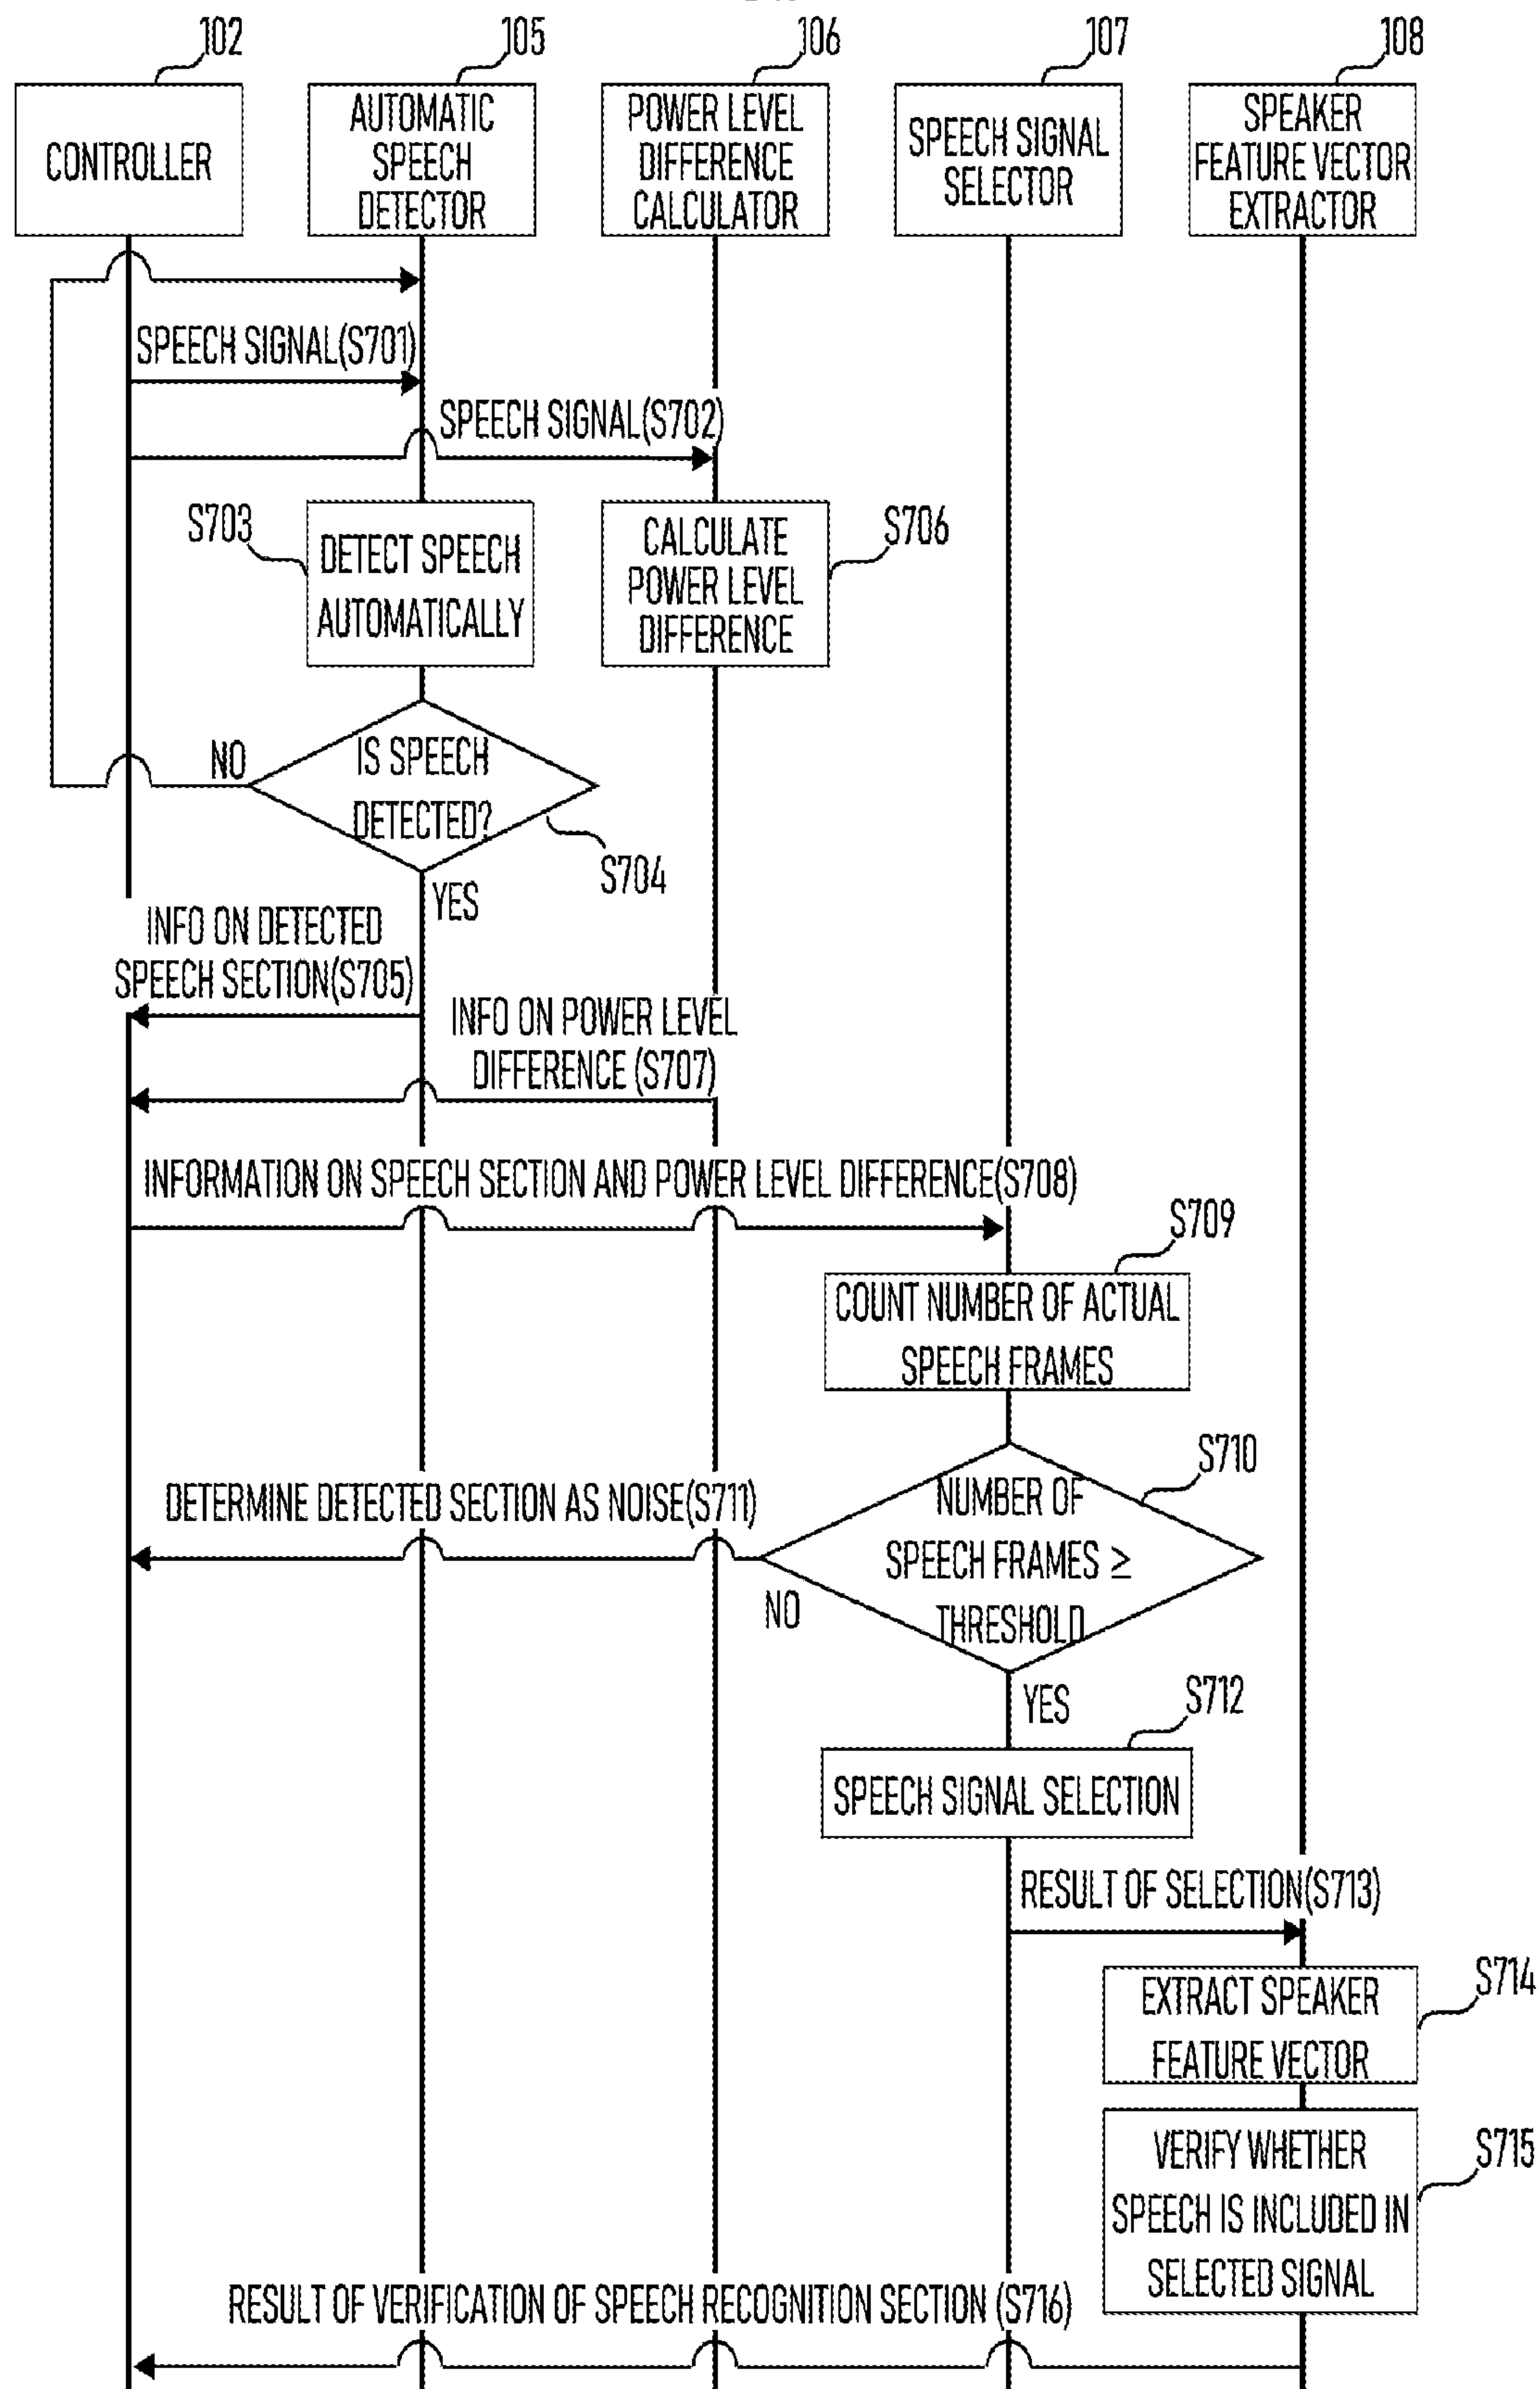 102
105
106
107
108
CONTROLLER
AUTOMATIC
SPEECH
DETECTOR
POWER LEVEL
DIFFERENCE
CALCULATOR
SPEECH SIGNAL
SELECTOR
SPEAKER
FEATURE VECTOR
EXTRACTOR
SPEECH SIGNAL(S701)
SPEECH SIGNAL(S702)
S703
DETECT SPEECH
AUTOMATICALLY
CALCULATE
POWER LEVEL
DIFFERENCE
S706
NO
IS SPEECH
DETECTED?
S704
YES
INFO ON DETECTED
SPEECH SECTION(S705)
INFO ON POWER LEVEL
DIFFERENCE (S707)
INFORMATION ON SPEECH SECTION AND POWER LEVEL DIFFERENCE(S708)
S709
COUNT NUMBER OF ACTUAL
SPEECH FRAMES
S710
DETERMINE DETECTED SECTION AS NOISE(S711)
NUMBER OF
SPEECH FRAMES ≥
THRESHOLD
NO
YES
S712
SPEECH SIGNAL SELECTION
RESULT OF SELECTION(S713)
EXTRACT SPEAKER
FEATURE VECTOR
S714
VERIFY WHETHER
SPEECH IS INCLUDED IN
SELECTED SIGNAL
S715
RESULT OF VERIFICATION OF SPEECH RECOGNITION SECTION (S716)